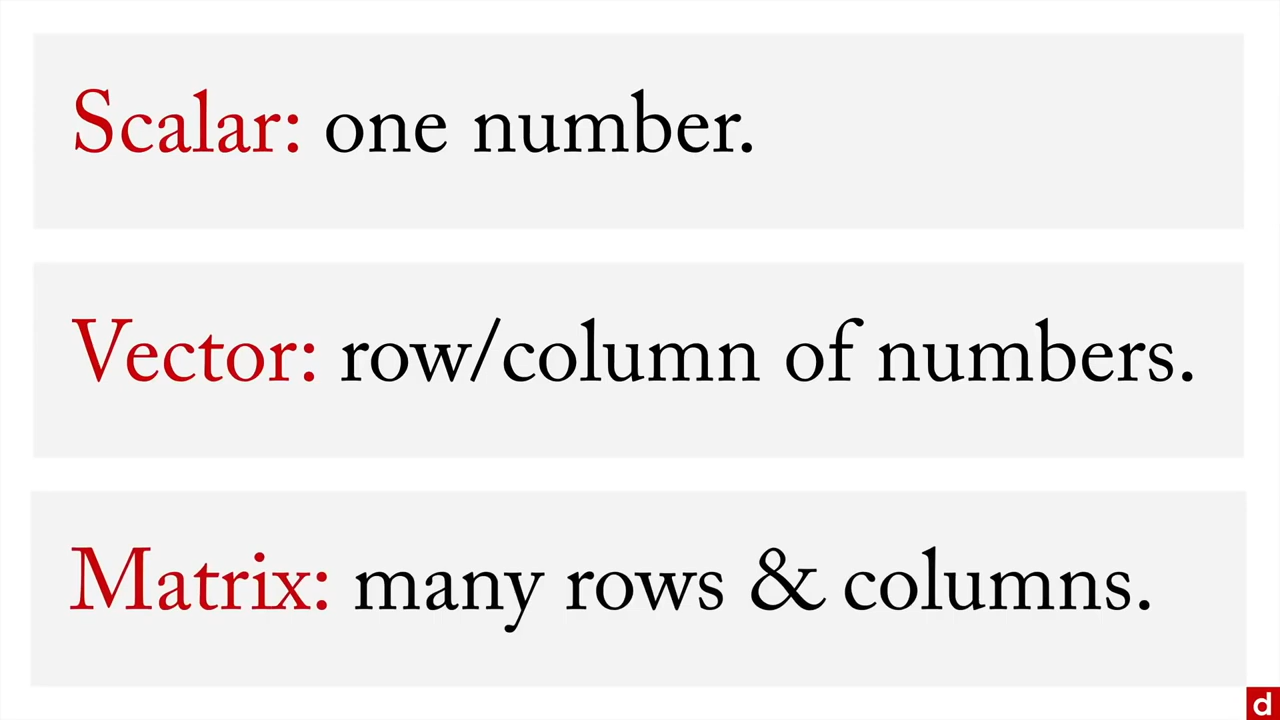 Scalar: one number.
Vector: row/column of numbers.
Matrix: many rows & columns.
d